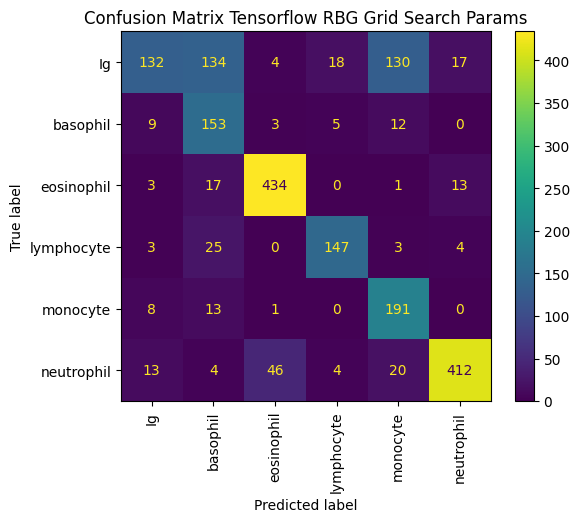 Confusion Matrix Tensorflow RBG Grid Search Params
Ig 132 134 4 18 130 17
basophil 9 153 3 5 12 0
eosinophil 3 17 434 0 1 13
lymphocyte 3 25 0 147 3 4
monocyte 8 13 1 0 191 0
neutrophil 13 4 46 4 20 412
True label
Ig basophil eosinophil lymphocyte monocyte neutrophil
Predicted label
400
350
300
250
200
150
100
50
0